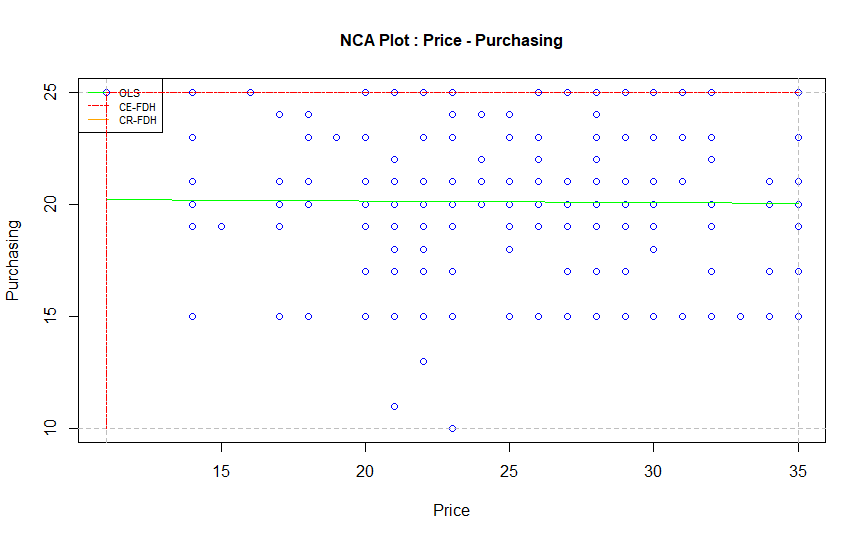 NCA Plot : Price - Purchasing
OLS
CE-FDH
CR-FDH
25
20
15
10
Purchasing
15
20
25
30
35
Price